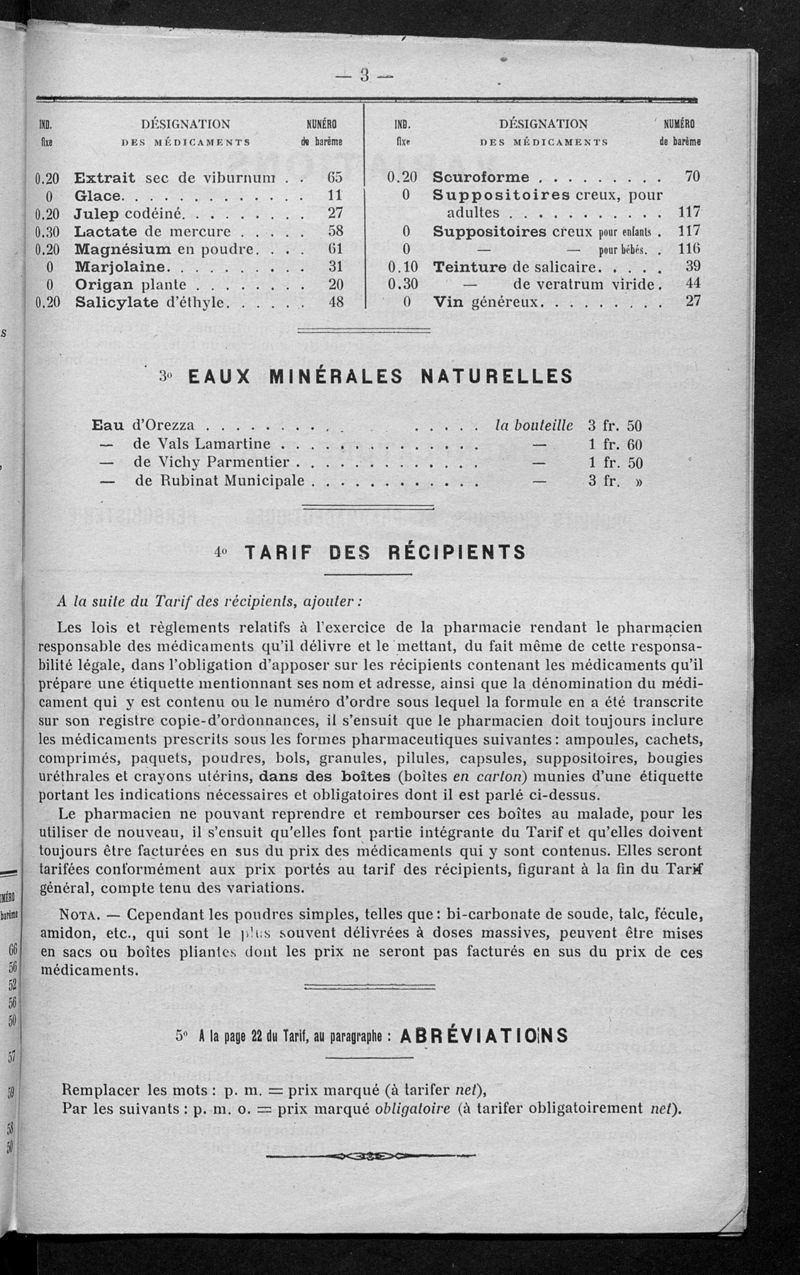 — 3 —
IND. DÉSIGNATION NUMÉRO
fixe DES MÉDICAMENTS de barème
0.20 Extrait sec de viburnum . . 65
0 Glace. . . . . . . . . . . . . 11
0.20 Julep codéiné. . . . . . . . . 27
0.30 Lactate de mercure . . . . . 58
0.20 Magnésium en poudre. . . . 61
0 Marjolaine. . . . . . . . . . 31
0 Origan plante . . . . . . . . 20
0.20 Salicylate d'éthyle. . . . . . 48
IND. DÉSIGNATION NUMÉRO
fixe DES MÉDICAMENTS de barème
0.20 Scuroforme . . . . . . . . . 70
0 Suppositoires creux, pour
adultes . . . . . . . . . . . 117
0 Suppositoires creux pour enfants . 117
0 — — pour bébés. . 116
0.10 Teinture de salicaire. . . . . 39
0.30 — de veratrum viride. 44
0 Vin généreux. . . . . . . . . 27
3º EAUX MINÉRALES NATURELLES
Eau d'Orezza . . . . . . . . . . . . . . . la bouteille 3 fr. 50
— de Vals Lamartine . . . . . . . . . . . . . . — 1 fr. 60
— de Vichy Parmentier . . . . . . . . . . . . . — 1 fr. 50
— de Rubinat Municipale . . . . . . . . . . . . — 3 fr. »
4º TARIF DES RÉCIPIENTS
A la suite du Tarif des récipients, ajouter :
Les lois et règlements relatifs à l'exercice de la pharmacie rendant le pharmacien
responsable des médicaments qu'il délivre et le mettant, du fait même de cette responsa-
bilité légale, dans l'obligation d'apposer sur les récipients contenant les médicaments qu'il
prépare une étiquette mentionnant ses nom et adresse, ainsi que la dénomination du médi-
cament qui y est contenu ou le numéro d'ordre sous lequel la formule en a été transcrite
sur son registre copie-d'ordonnances, il s'ensuit que le pharmacien doit toujours inclure
les médicaments prescrits sous les formes pharmaceutiques suivantes : ampoules, cachets,
comprimés, paquets, poudres, bols, granules, pilules, capsules, suppositoires, bougies
uréthrales et crayons utérins, dans des boîtes (boîtes en carton) munies d'une étiquette
portant les indications nécessaires et obligatoires dont il est parlé ci-dessus.
Le pharmacien ne pouvant reprendre et rembourser ces boîtes au malade, pour les
utiliser de nouveau, il s'ensuit qu'elles font partie intégrante du Tarif et qu'elles doivent
toujours être facturées en sus du prix des médicaments qui y sont contenus. Elles seront
tarifées conformément aux prix portés au tarif des récipients, figurant à la fin du Tarif
général, compte tenu des variations.
NOTA. — Cependant les poudres simples, telles que : bi-carbonate de soude, talc, fécule,
amidon, etc., qui sont le plus souvent délivrées à doses massives, peuvent être mises
en sacs ou boîtes pliantes dont les prix ne seront pas facturés en sus du prix de ces
médicaments.
5º A la page 22 du Tarif, au paragraphe : ABRÉVIATIONS
Remplacer les mots : p. m. = prix marqué (à tarifer net),
Par les suivants : p. m. o. = prix marqué obligatoire (à tarifer obligatoirement net).
barème
66
56
52
56
50
57
59
58
50